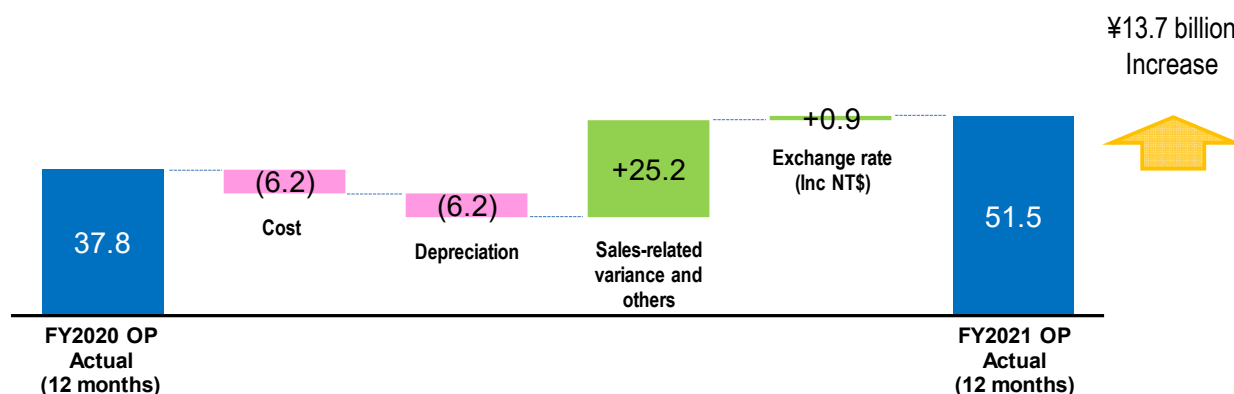 ¥13.7 billion
Increase
37.8
(6.2)
Cost
(6.2)
Depreciation
+25.2
Sales-related
variance and
others
+0.9
Exchange rate
(Inc NT$)
51.5
FY2020 OP
Actual
(12 months)
FY2021 OP
Actual
(12 months)